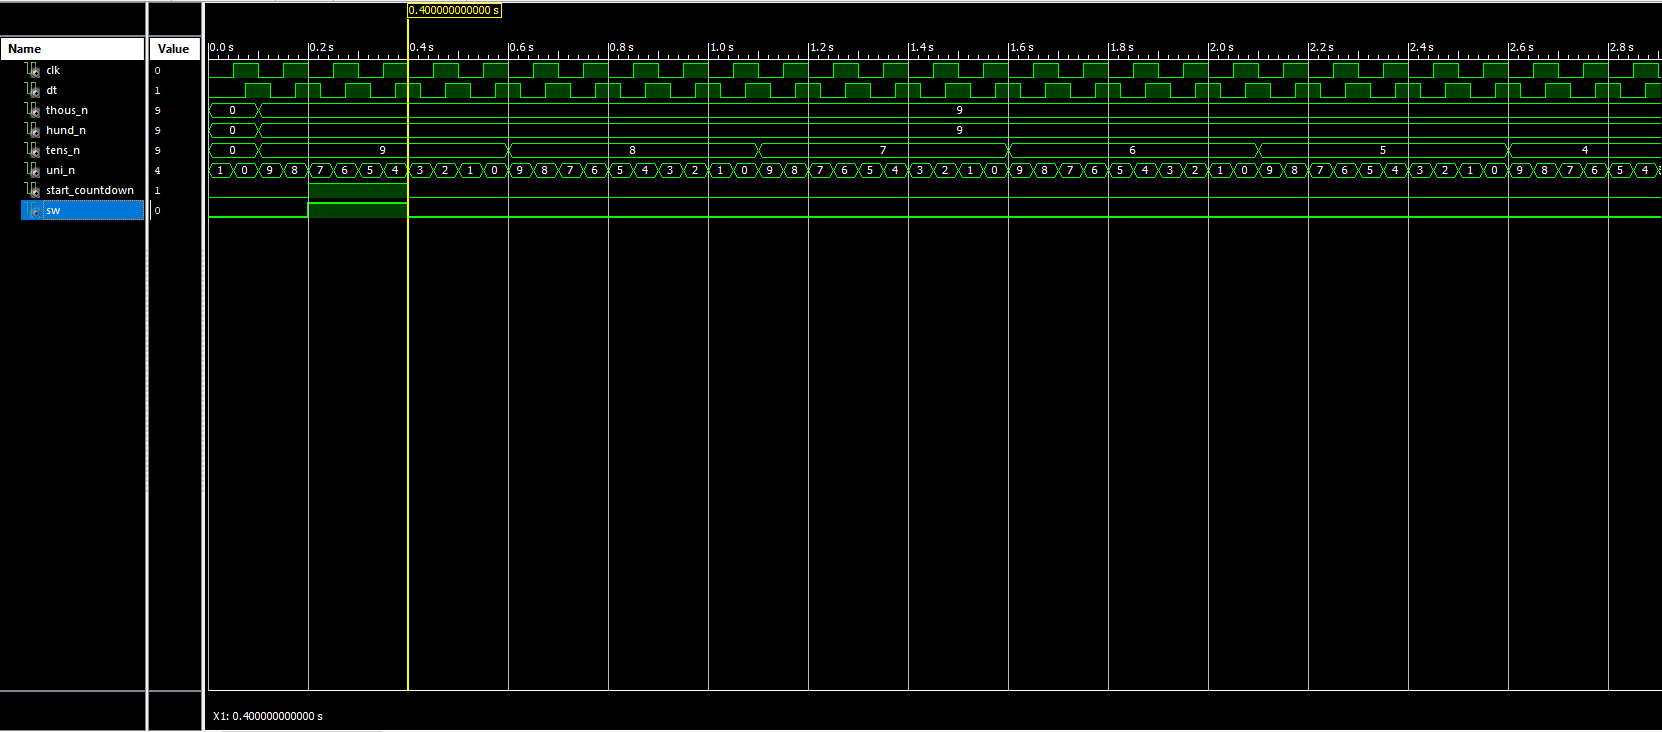 0.400000000000 s
Name Value 0.0 s 0.2 s 0.4 s 0.6 s 0.8 s 1.0 s 1.2 s 1.4 s 1.6 s 1.8 s 2.0 s 2.2 s 2.4 s 2.6 s 2.8 s
clk 0
dt 1
thous_n 9 0 9
hund_n 9 0 9
tens_n 9 0 9 8 7 6 5 4
uni_n 4 1 0 9 8 7 6 5 4 3 2 1 0 9 8 7 6 5 4 3 2 1 0 9 8 7 6 5 4 3 2 1 0 9 8 7 6 5 4 3 2 1 0 9 8 7 6 5 4 3 2 1 0 9 8 7 6 5 4
start_countdown 1
sw 0
X1: 0.400000000000 s